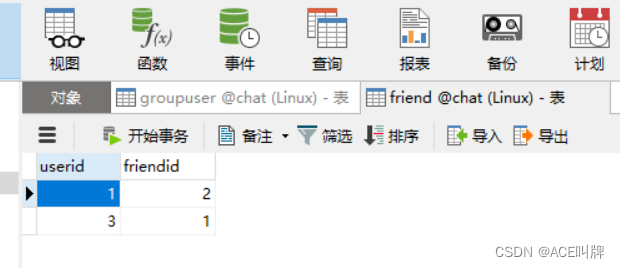 f(x)
视图 函数 事件 查询 报表 备份 计划
对象 groupuser @chat (Linux) - 表 friend @chat (Linux) - 表
开始事务 备注 筛选 排序 导入 导出
userid friendid
1 2
3 1
CSDN @ACE叫牌